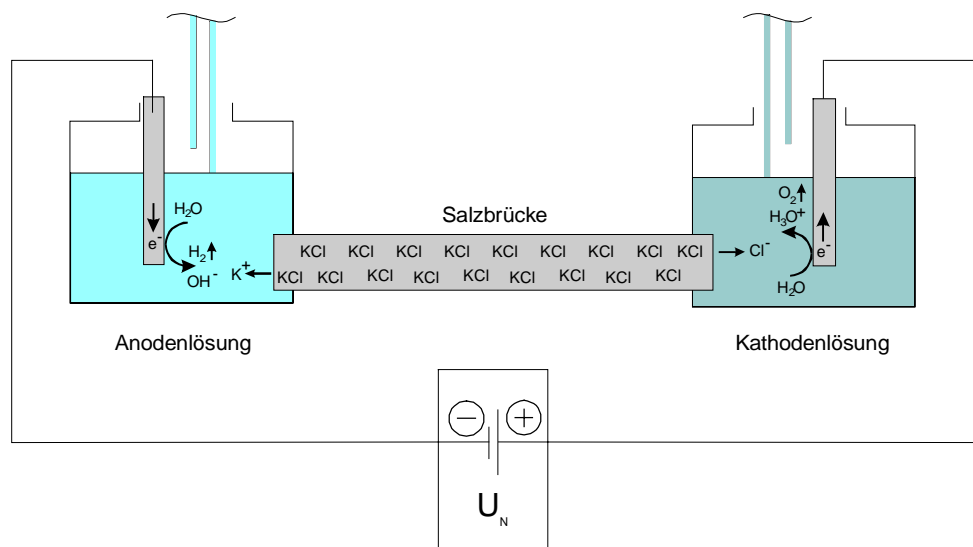 H₂O
e⁻
H₂
OH⁻
K⁺
Salzbrücke
KCl KCl KCl KCl KCl KCl KCl KCl KCl
KCl KCl KCl KCl KCl KCl KCl KCl KCl
Cl⁻
O₂
H₃O⁺
e⁻
H₂O
Anodenlösung
Kathodenlösung
− +
U_N